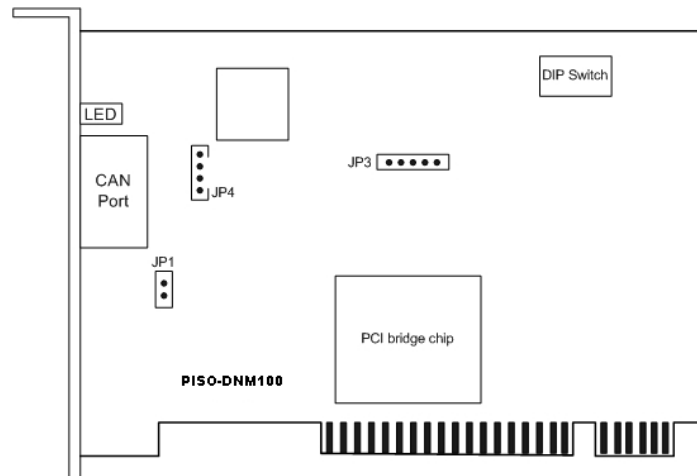 DIP Switch
LED
JP3
CAN
Port
JP4
JP1
PCI bridge chip
PISO-DNM100